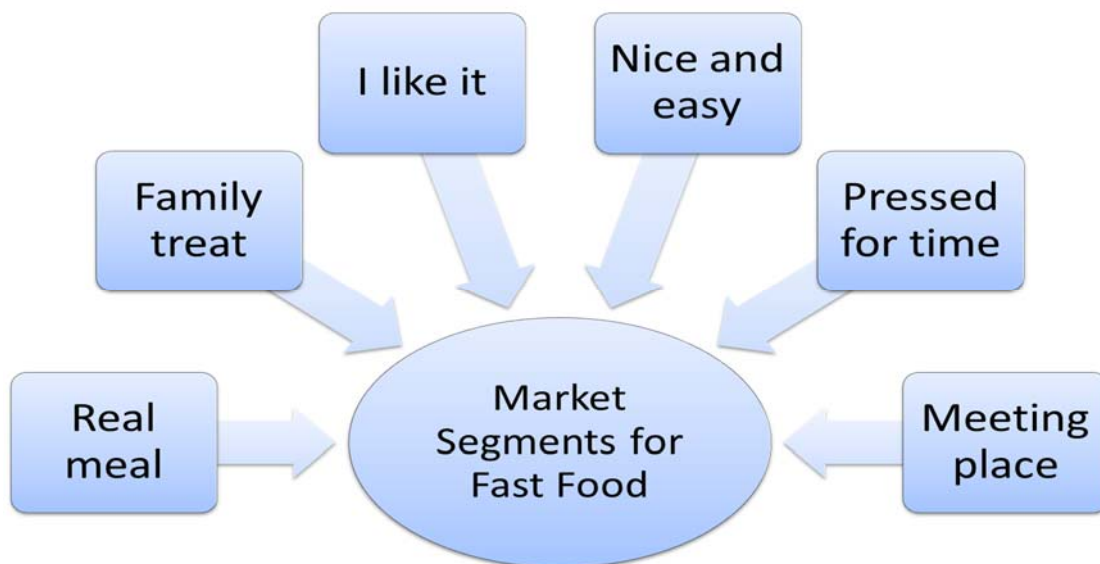 Real
meal
Family
treat
I like it
Nice and
easy
Pressed
for time
Meeting
place
Market
Segments for
Fast Food